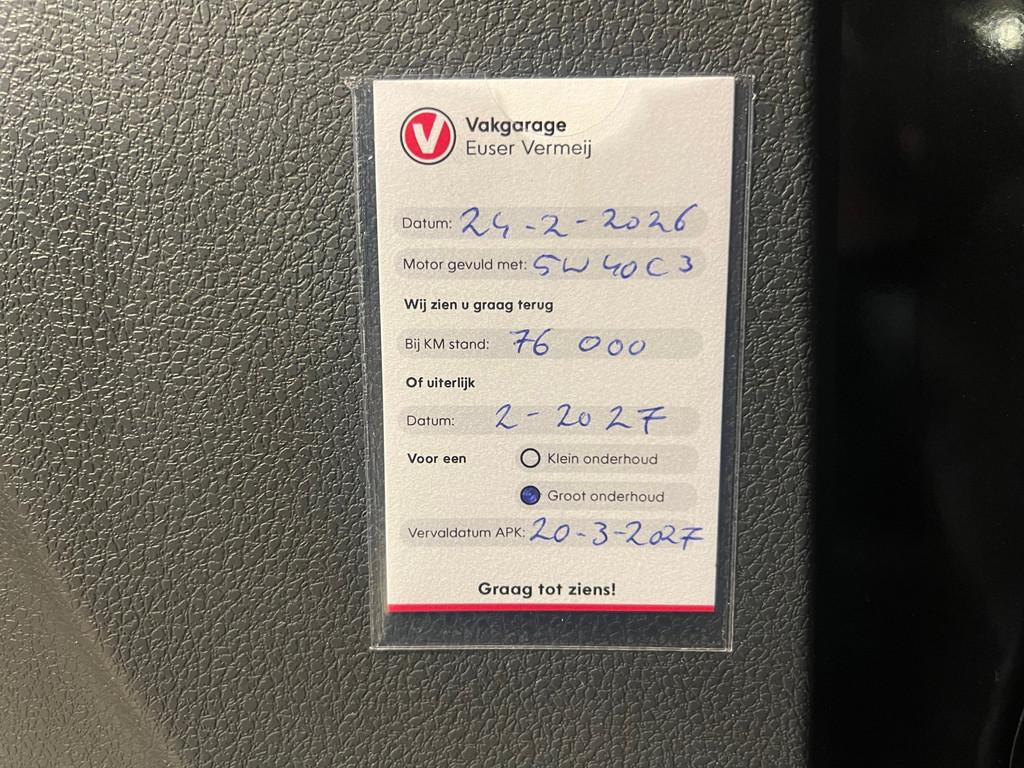 V Vakgarage
Euser Vermeij
Datum: 24-2-2026
Motor gevuld met: 5W40C3
Wij zien u graag terug
Bij KM stand: 76 000
Of uiterlijk
Datum: 2-2027
Voor een Klein onderhoud
Groot onderhoud
Vervaldatum APK: 20-3-2027
Graag tot ziens!